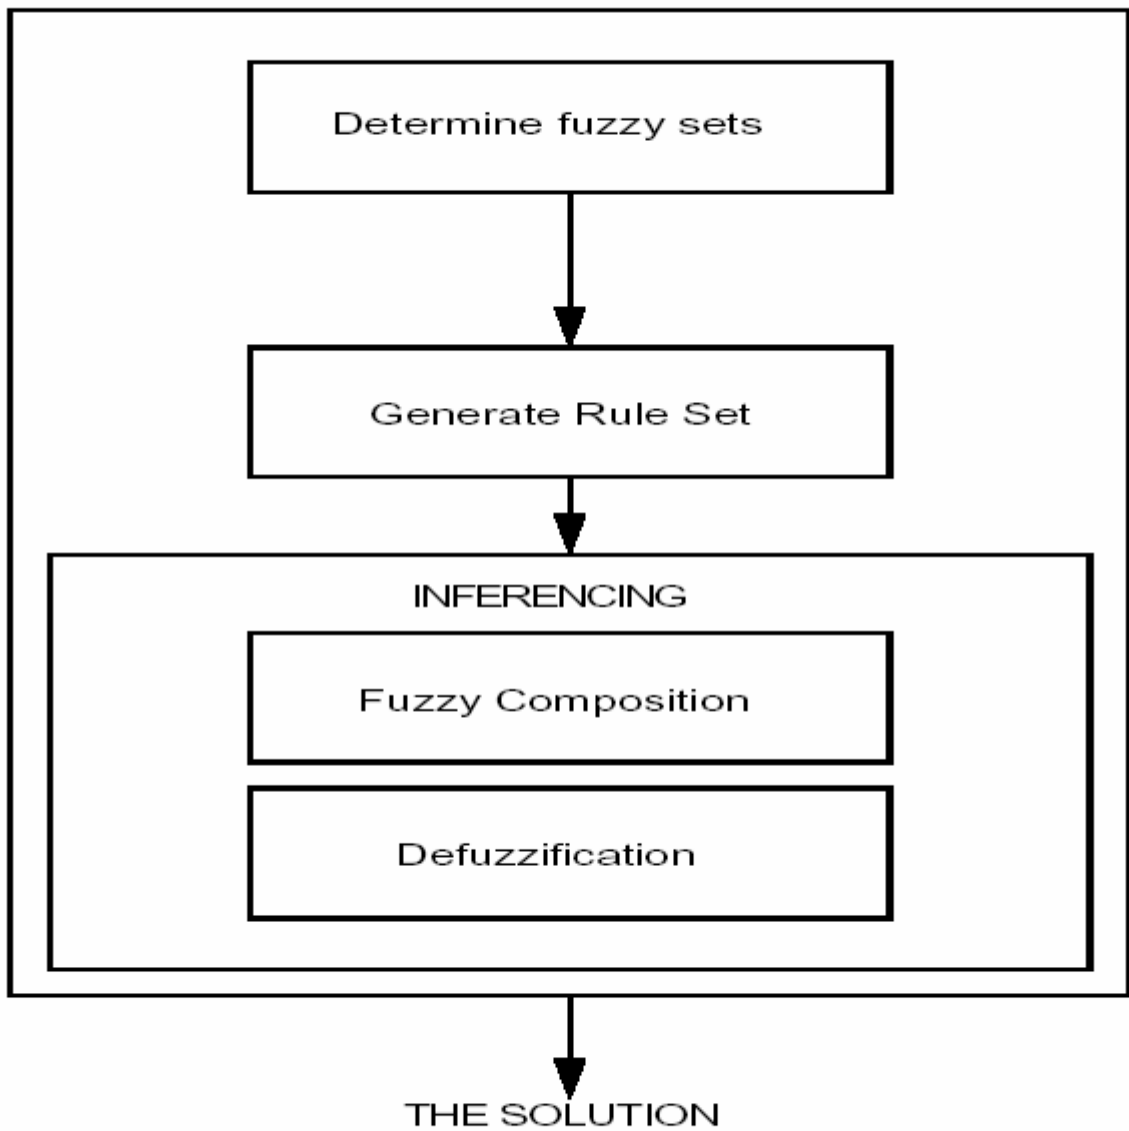 Determine fuzzy sets
Generate Rule Set
INFERENCING
Fuzzy Composition
Defuzzification
THE SOLUTION